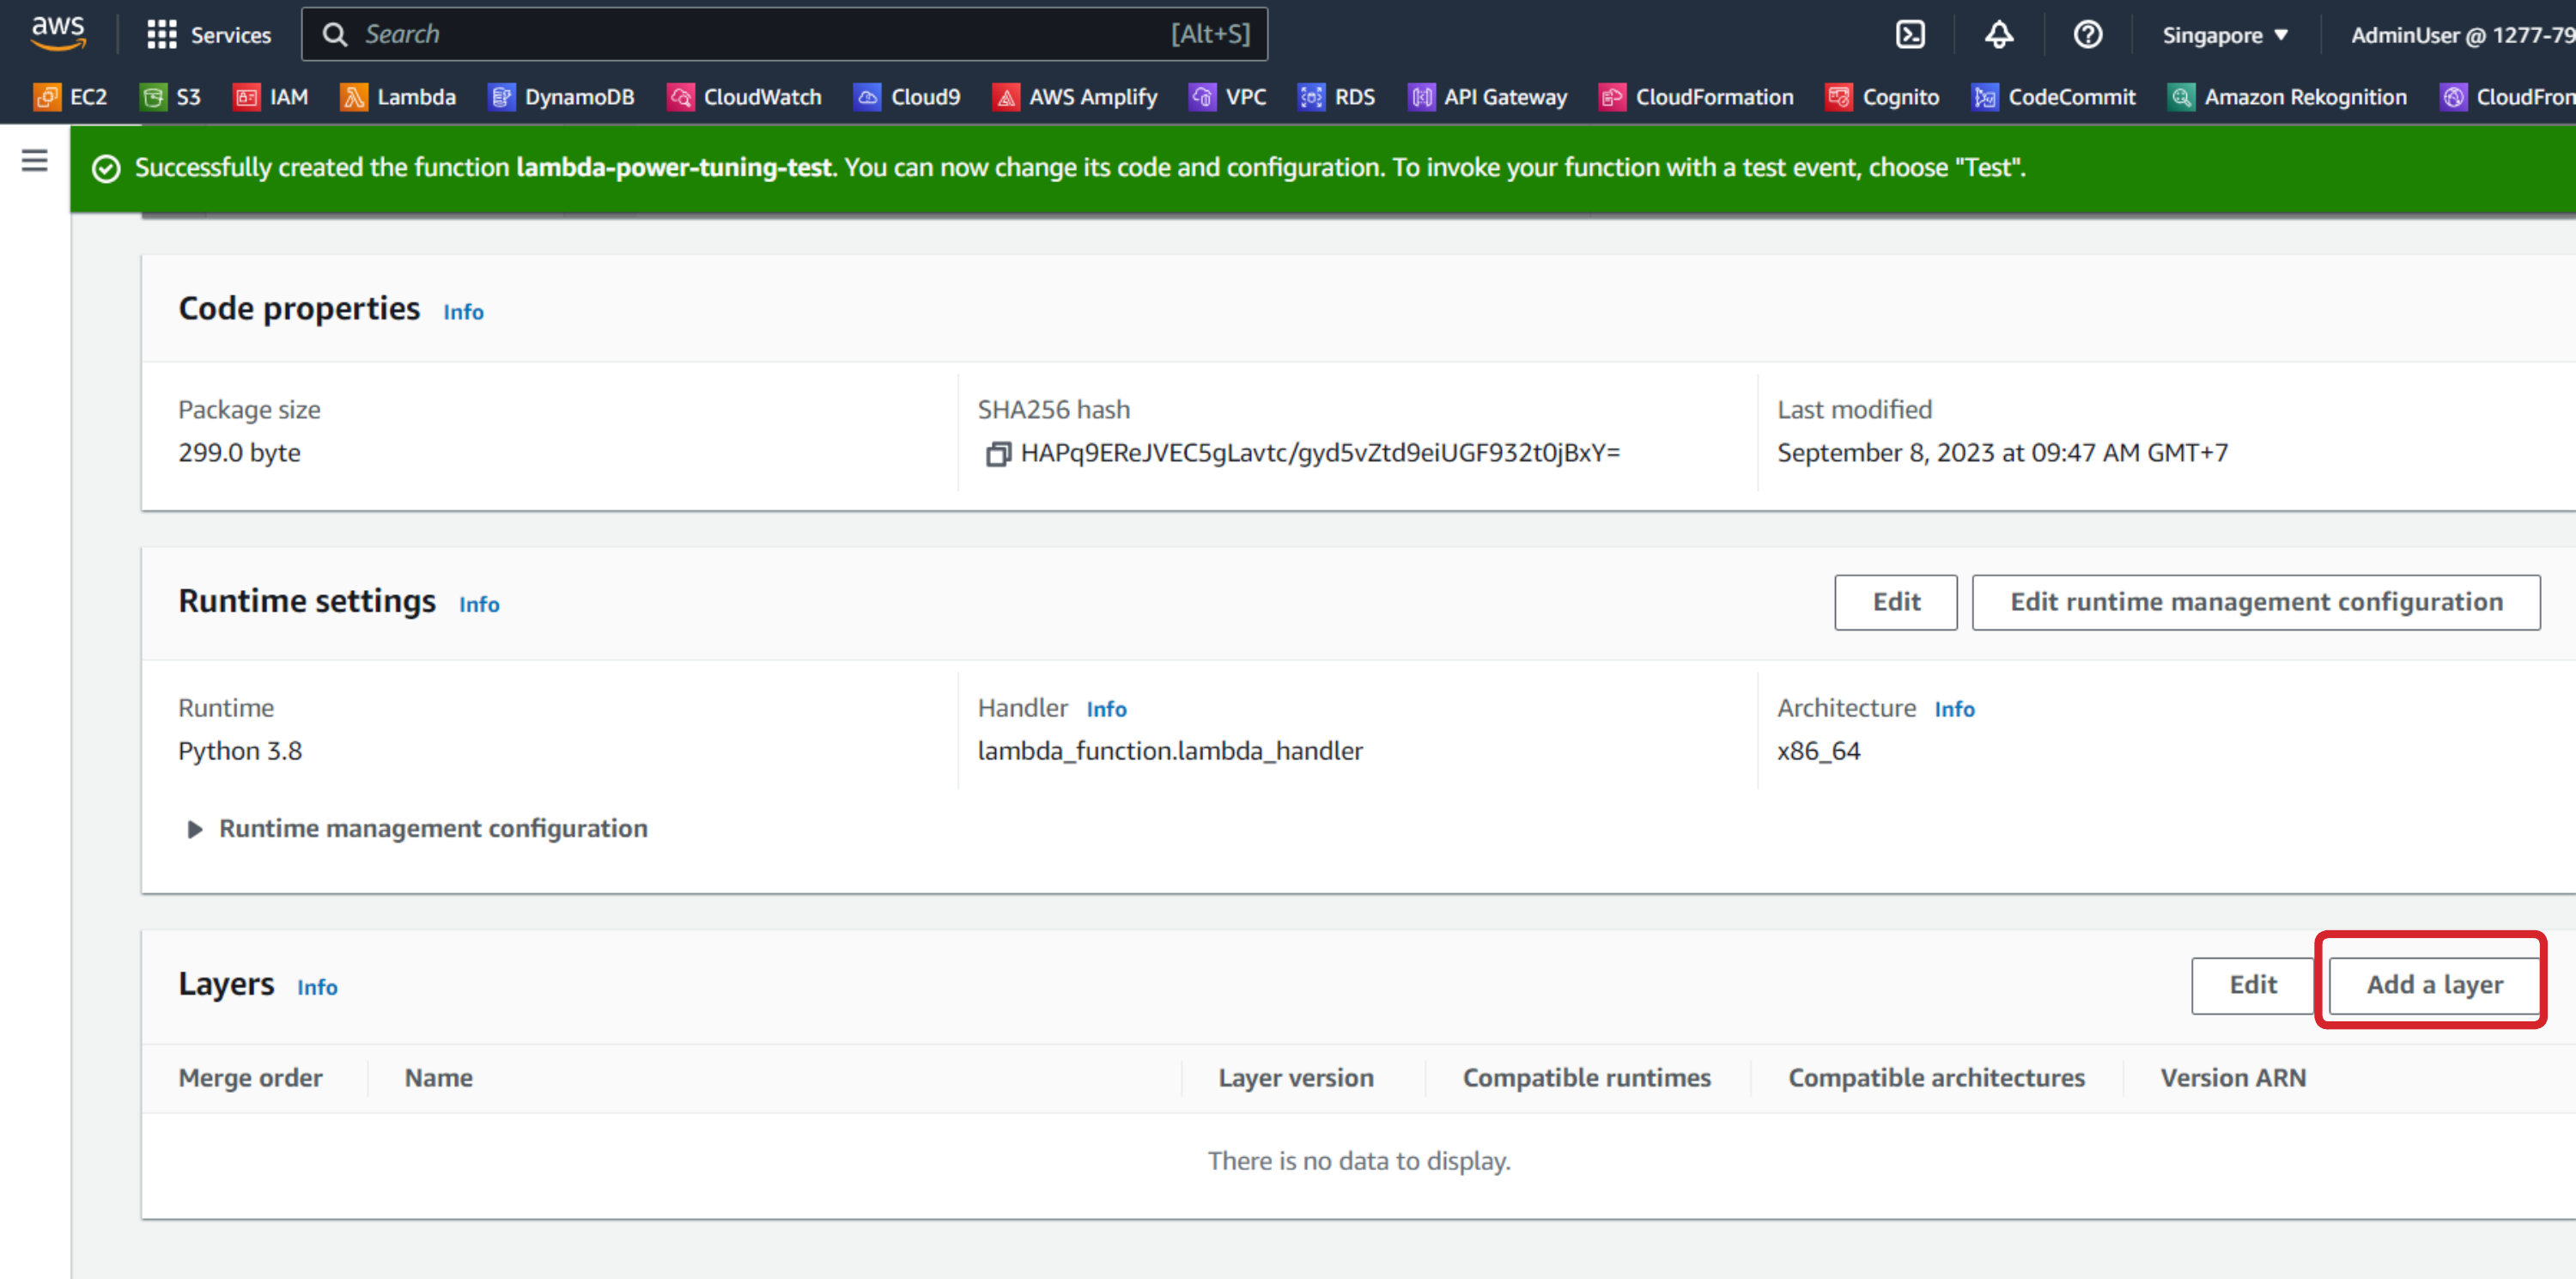 aws Services Search [Alt+S] Singapore ▼ AdminUser @ 1277-79
EC2 S3 IAM Lambda DynamoDB CloudWatch Cloud9 AWS Amplify VPC RDS API Gateway CloudFormation Cognito CodeCommit Amazon Rekognition CloudFron
Successfully created the function lambda-power-tuning-test. You can now change its code and configuration. To invoke your function with a test event, choose "Test".
Code properties Info
Package size SHA256 hash Last modified
299.0 byte HAPq9EReJVEC5gLavtc/gyd5vZtd9eiUGF932t0jBxY= September 8, 2023 at 09:47 AM GMT+7
Runtime settings Info Edit Edit runtime management configuration
Runtime Handler Info Architecture Info
Python 3.8 lambda_function.lambda_handler x86_64
Runtime management configuration
Layers Info Edit Add a layer
Merge order Name Layer version Compatible runtimes Compatible architectures Version ARN
There is no data to display.